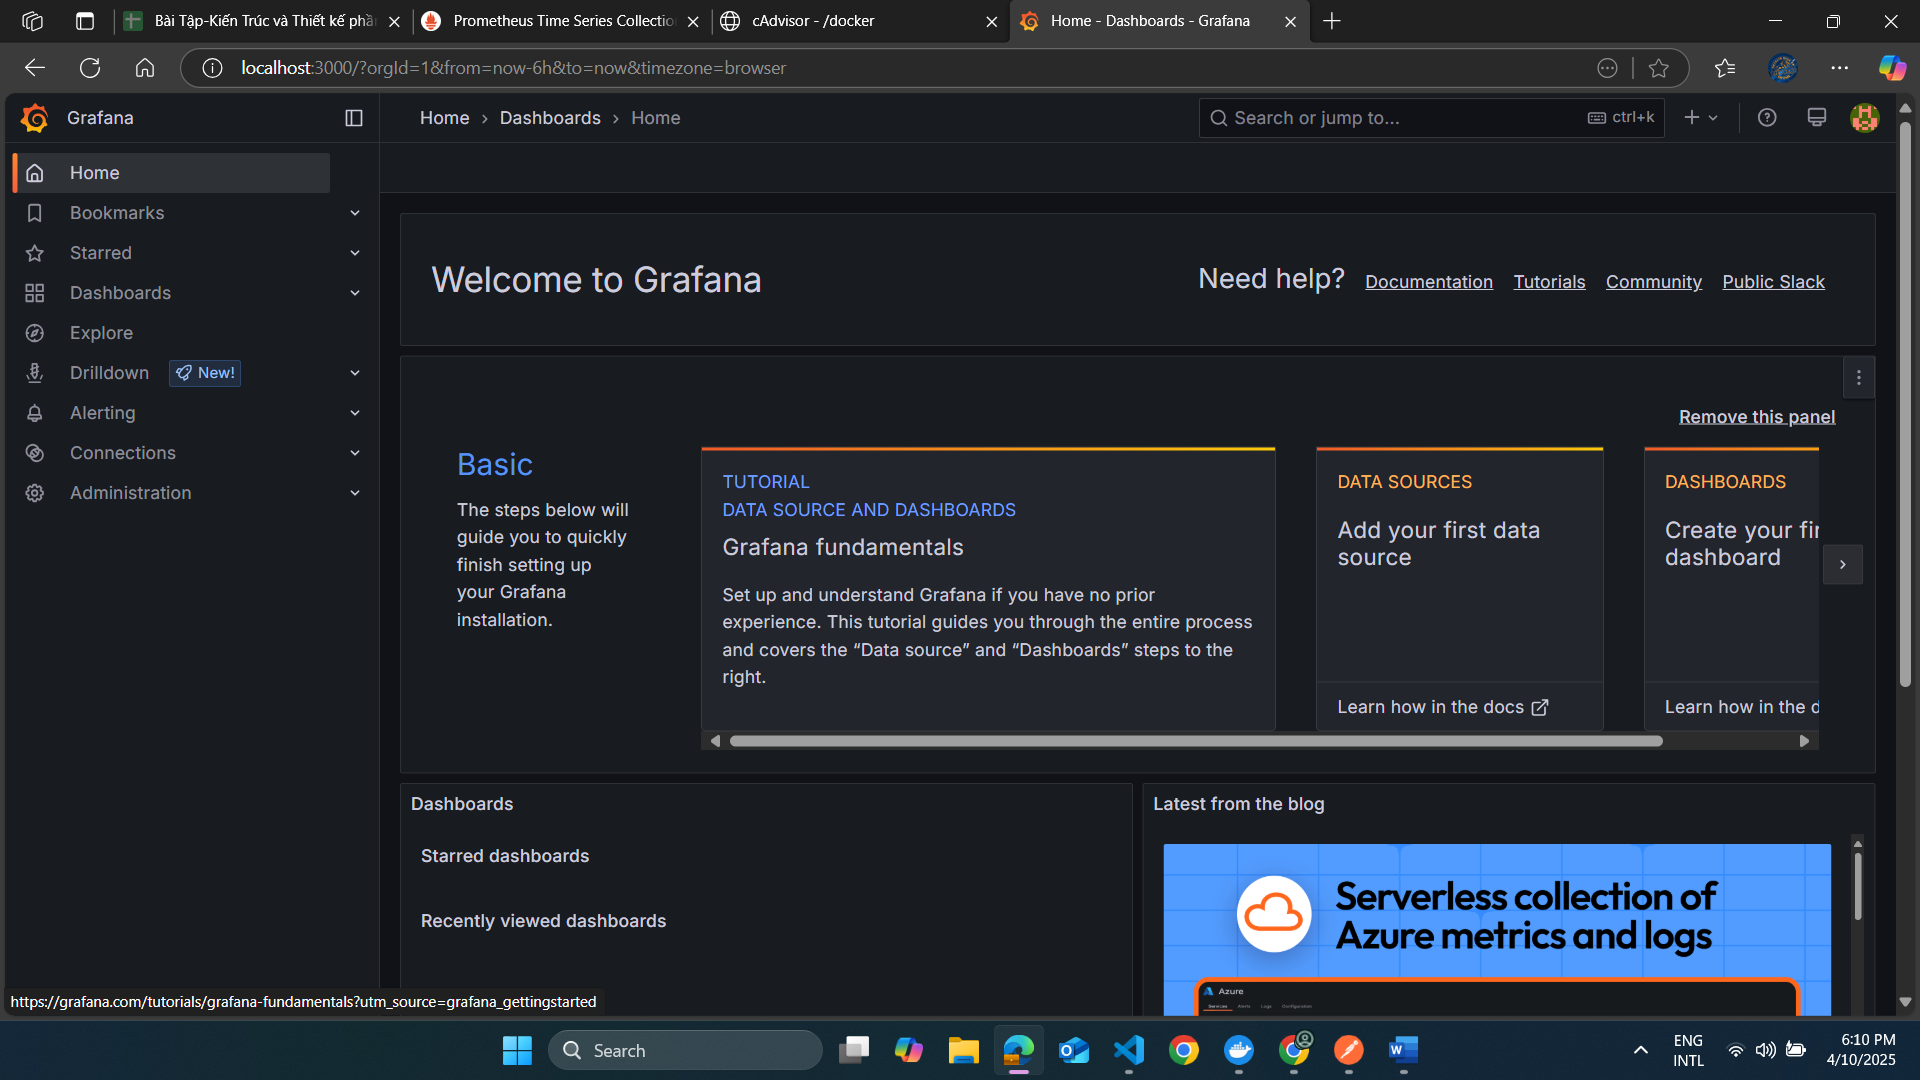 Bài Tập-Kiến Trúc và Thiết kế phầ
Prometheus Time Series Collectio
cAdvisor - /docker
Home - Dashboards - Grafana
localhost:3000/?orgId=1&from=now-6h&to=now&timezone=browser
Grafana
Home › Dashboards › Home
Search or jump to...
ctrl+k
Home
Bookmarks
Starred
Dashboards
Explore
Drilldown
New!
Alerting
Connections
Administration
Welcome to Grafana
Need help?
Documentation
Tutorials
Community
Public Slack
Remove this panel
Basic
The steps below will
guide you to quickly
finish setting up
your Grafana
installation.
TUTORIAL
DATA SOURCE AND DASHBOARDS
Grafana fundamentals
Set up and understand Grafana if you have no prior
experience. This tutorial guides you through the entire process
and covers the “Data source” and “Dashboards” steps to the
right.
DATA SOURCES
Add your first data
source
Learn how in the docs
DASHBOARDS
Create your fir
dashboard
Learn how in the d
Dashboards
Starred dashboards
Recently viewed dashboards
Latest from the blog
Serverless collection of
Azure metrics and logs
Azure
Services Alerts Logs Configuration
https://grafana.com/tutorials/grafana-fundamentals?utm_source=grafana_gettingstarted
Search
ENG
INTL
6:10 PM
4/10/2025